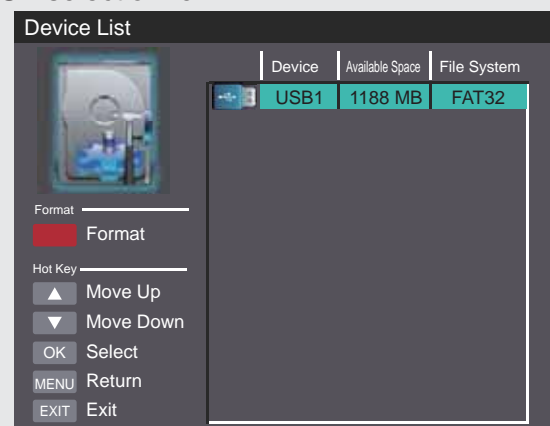 Device List
Device Available Space File System
USB1 1188 MB FAT32
Format
Format
Hot Key
Move Up
Move Down
OK Select
MENU Return
EXIT Exit